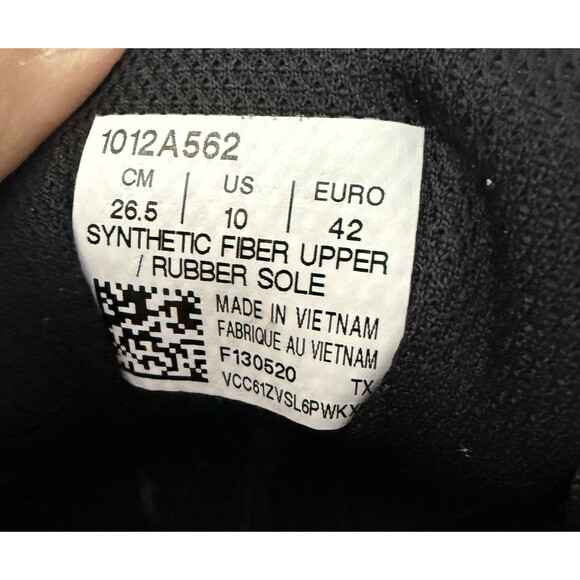 1012A562
CM | US | EURO
26.5 | 10 | 42
SYNTHETIC FIBER UPPER
/ RUBBER SOLE
MADE IN VIETNAM
FABRIQUE AU VIETNAM
F130520 TX